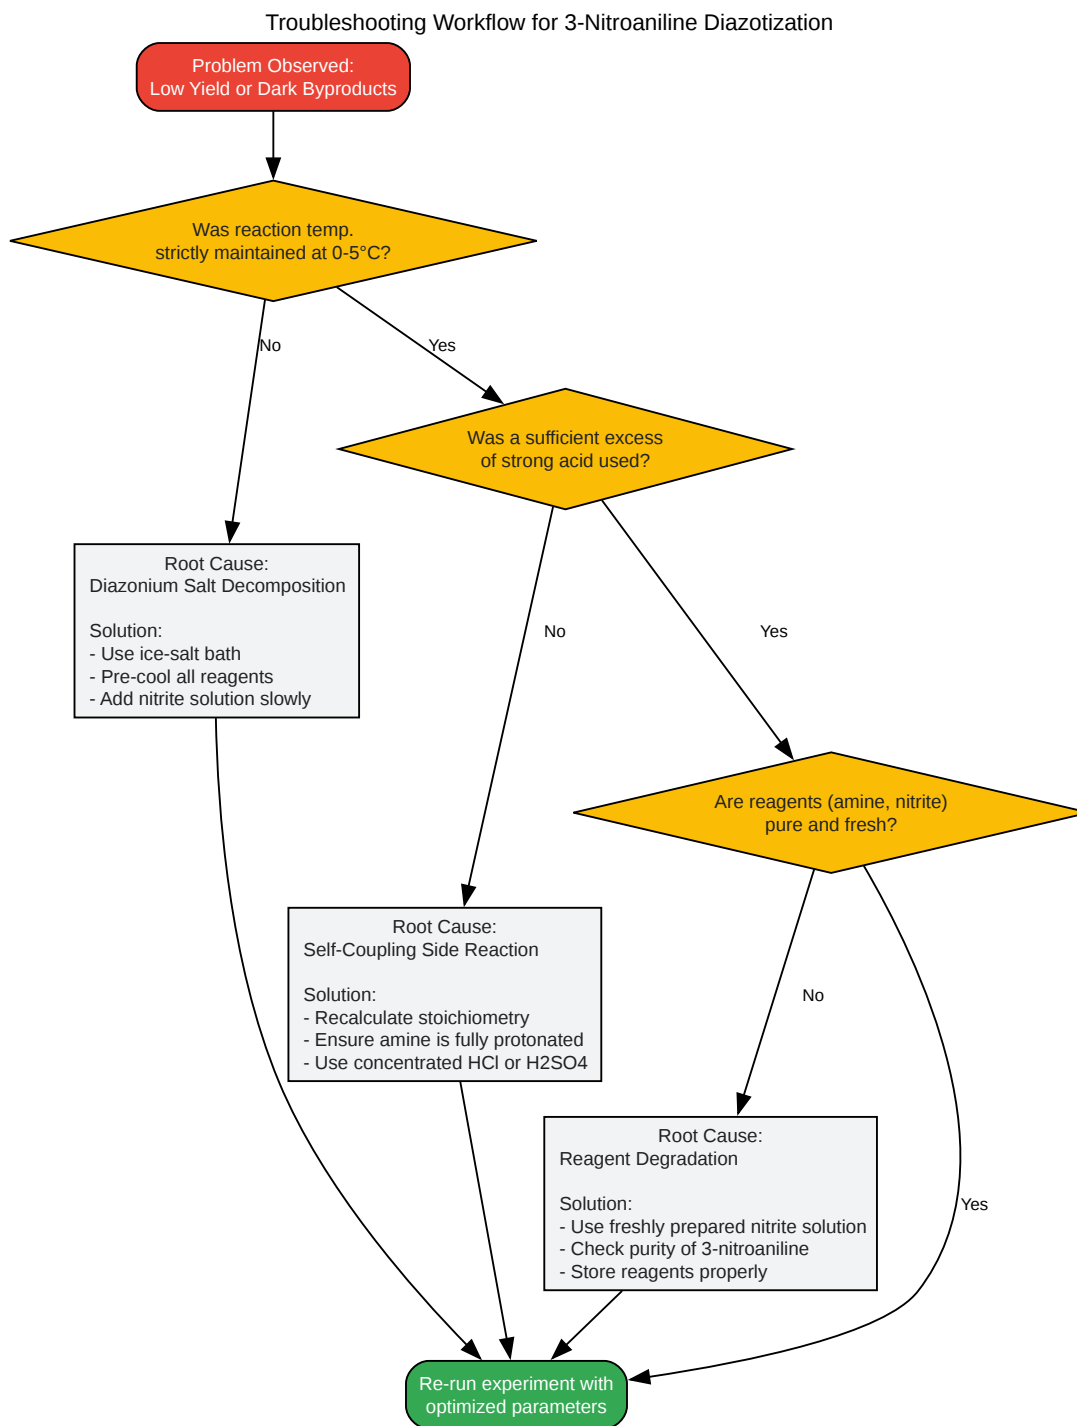 Troubleshooting Workflow for 3-Nitroaniline Diazotization
Problem Observed:
Low Yield or Dark Byproducts
Was reaction temp.
strictly maintained at 0-5°C?
No
Yes
Was a sufficient excess
of strong acid used?
Root Cause:
Diazonium Salt Decomposition
Solution:
- Use ice-salt bath
- Pre-cool all reagents
- Add nitrite solution slowly
No
Yes
Are reagents (amine, nitrite)
pure and fresh?
Root Cause:
Self-Coupling Side Reaction
Solution:
- Recalculate stoichiometry
- Ensure amine is fully protonated
- Use concentrated HCl or H2SO4
No
Yes
Root Cause:
Reagent Degradation
Solution:
- Use freshly prepared nitrite solution
- Check purity of 3-nitroaniline
- Store reagents properly
Re-run experiment with
optimized parameters